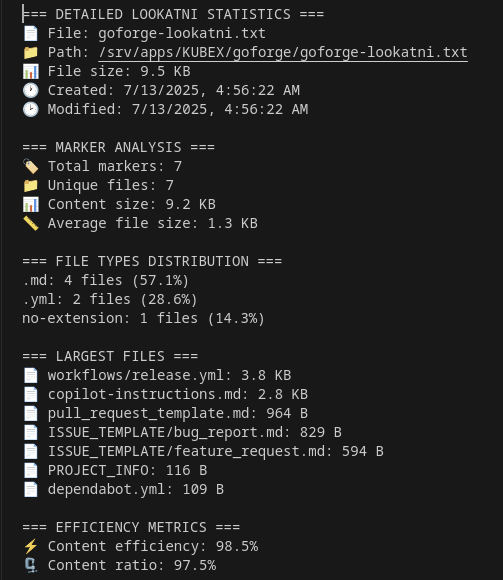 === DETAILED LOOKATNI STATISTICS ===
📄 File: goforge-lookatni.txt
📁 Path: /srv/apps/KUBEX/goforge/goforge-lookatni.txt
📊 File size: 9.5 KB
🕐 Created: 7/13/2025, 4:56:22 AM
🕑 Modified: 7/13/2025, 4:56:22 AM

=== MARKER ANALYSIS ===
🏷️ Total markers: 7
📁 Unique files: 7
📊 Content size: 9.2 KB
📏 Average file size: 1.3 KB

=== FILE TYPES DISTRIBUTION ===
.md: 4 files (57.1%)
.yml: 2 files (28.6%)
no-extension: 1 files (14.3%)

=== LARGEST FILES ===
📄 workflows/release.yml: 3.8 KB
📄 copilot-instructions.md: 2.8 KB
📄 pull_request_template.md: 964 B
📄 ISSUE_TEMPLATE/bug_report.md: 829 B
📄 ISSUE_TEMPLATE/feature_request.md: 594 B
📄 PROJECT_INFO: 116 B
📄 dependabot.yml: 109 B

=== EFFICIENCY METRICS ===
⚡ Content efficiency: 98.5%
🗜️ Content ratio: 97.5%